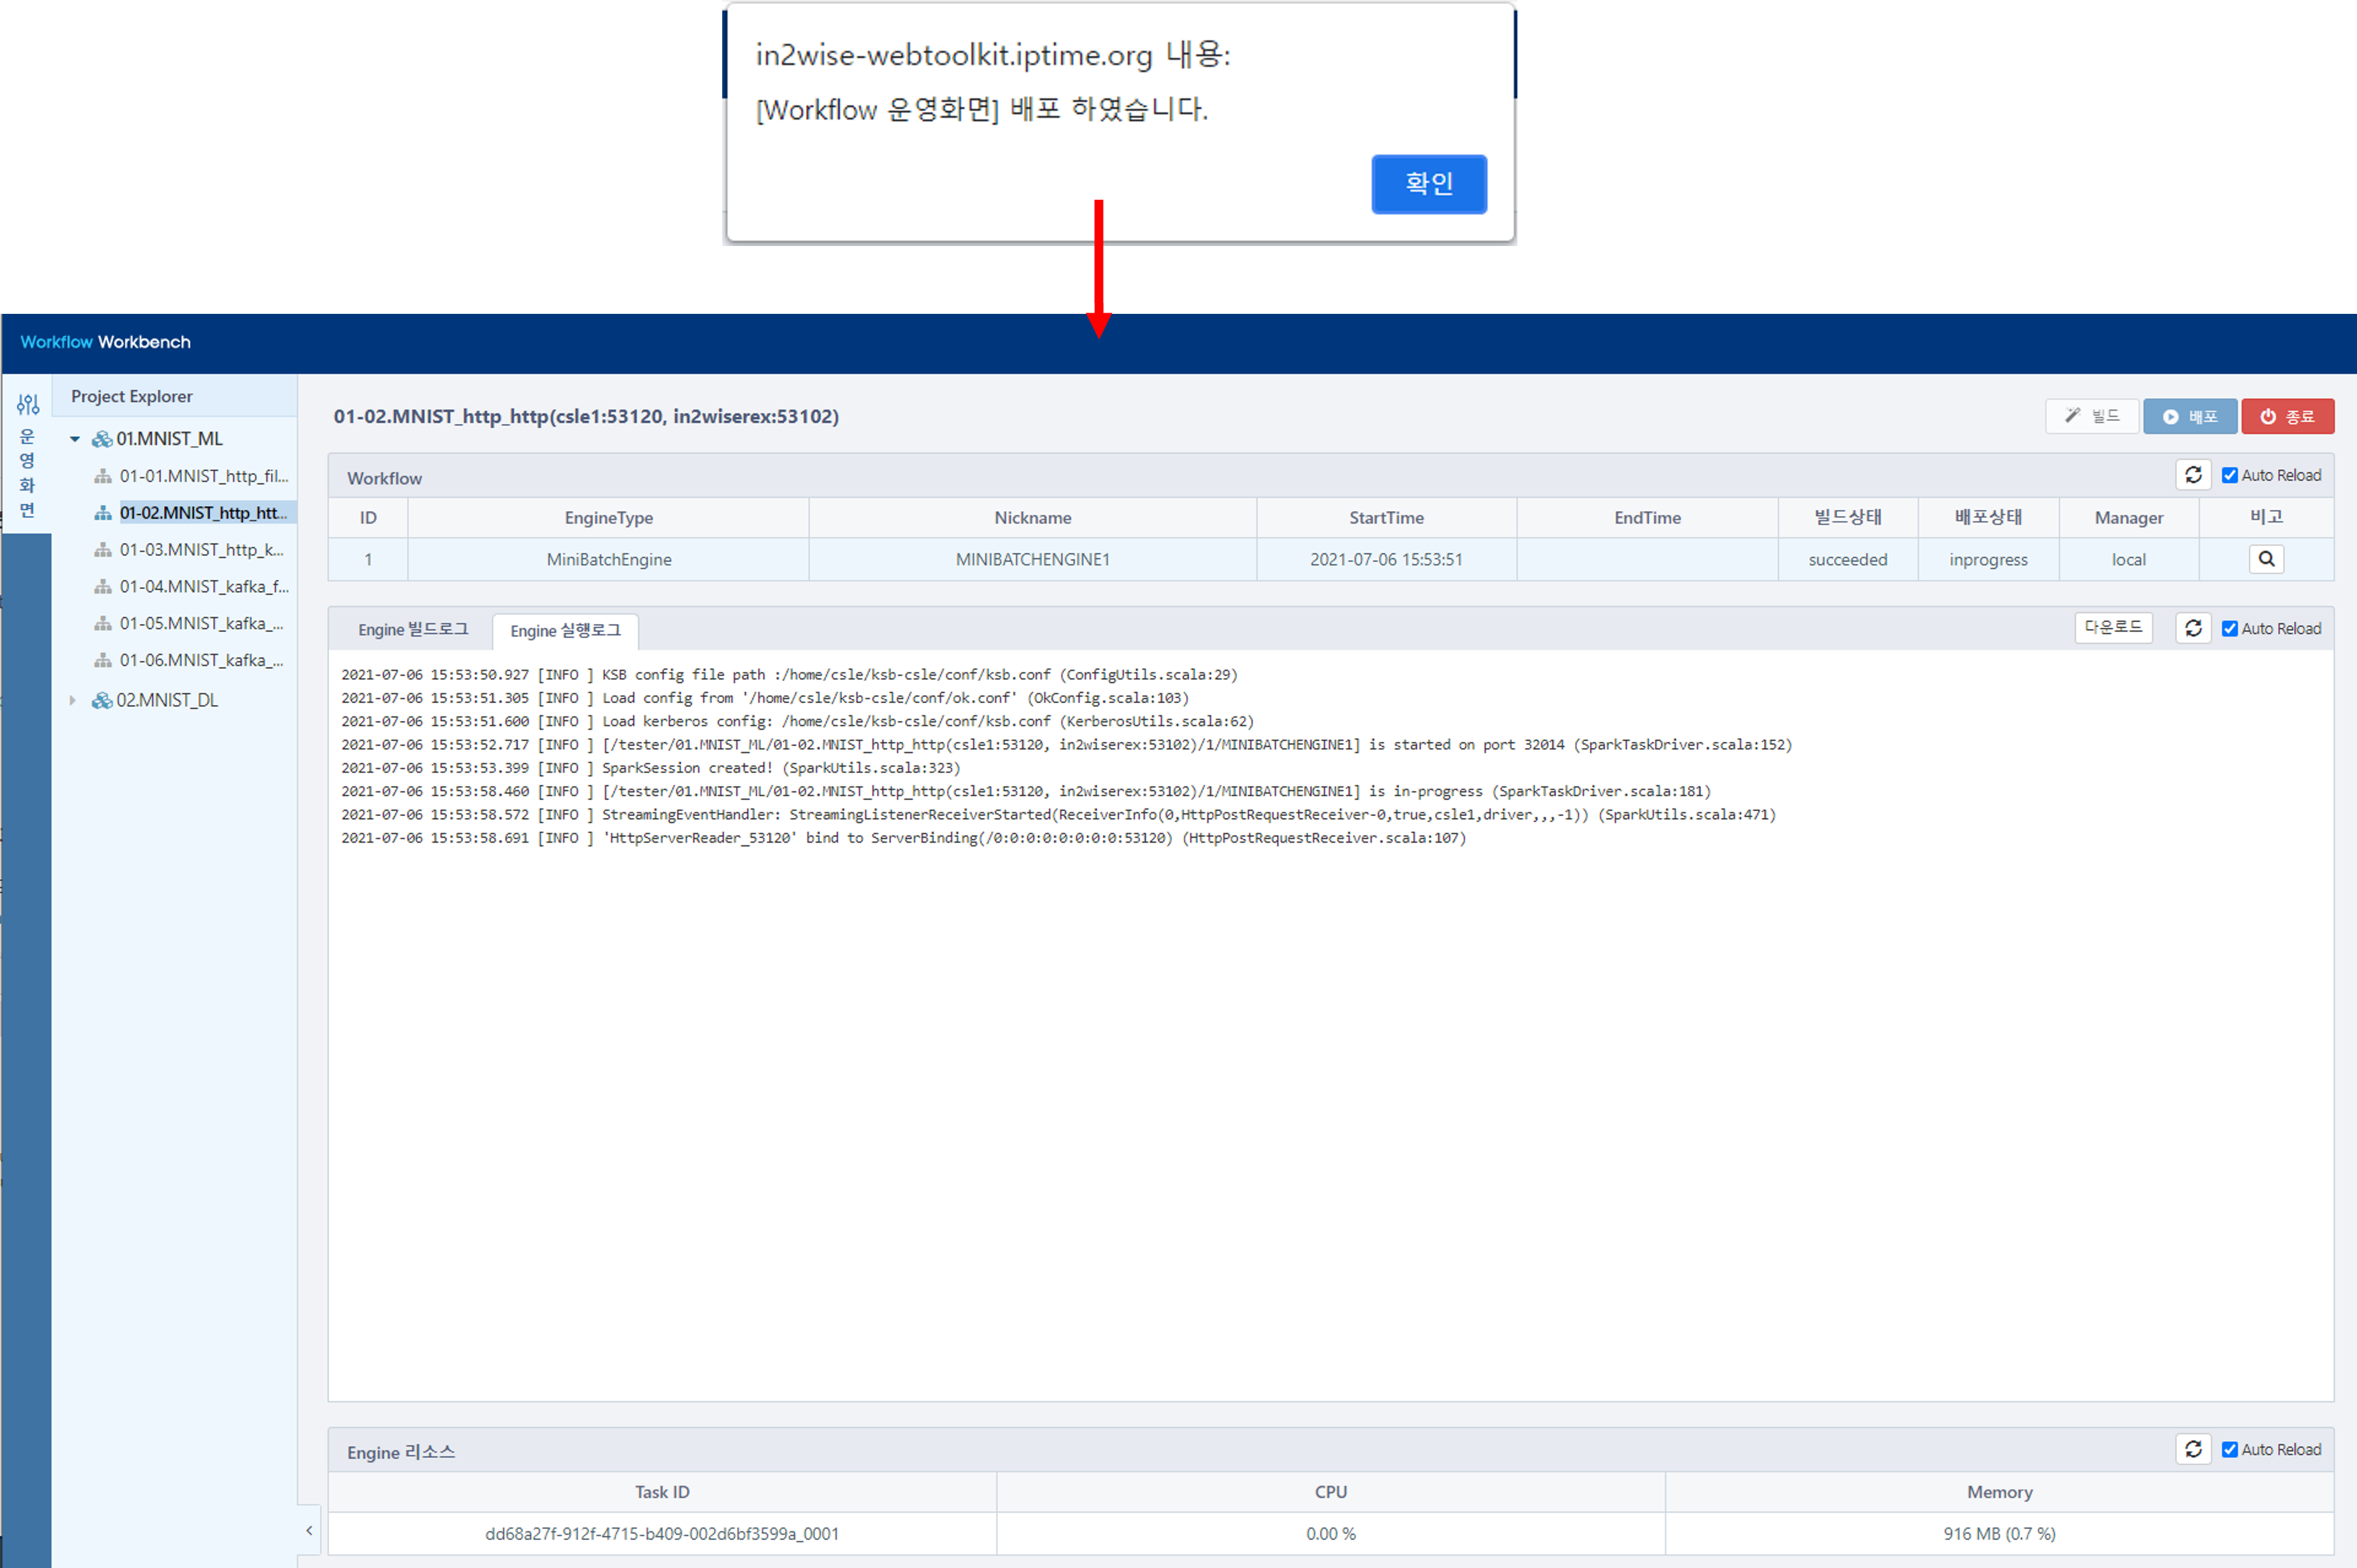 in2wise-webtoolkit.iptime.org 내용:
[Workflow 운영화면] 배포 하였습니다.
확인
Workflow Workbench
운영화면
Project Explorer
01.MNIST_ML
01-01.MNIST_http_fil...
01-02.MNIST_http_htt...
01-03.MNIST_http_k...
01-04.MNIST_kafka_f...
01-05.MNIST_kafka_...
01-06.MNIST_kafka_...
02.MNIST_DL
01-02.MNIST_http_http(csle1:53120, in2wiserex:53102)
빌드 배포 종료
Workflow Auto Reload
ID EngineType Nickname StartTime EndTime 빌드상태 배포상태 Manager 비고
1 MiniBatchEngine MINIBATCHENGINE1 2021-07-06 15:53:51 succeeded inprogress local
Engine 빌드로그 Engine 실행로그 다운로드 Auto Reload
2021-07-06 15:53:50.927 [INFO ] KSB config file path :/home/csle/ksb-csle/conf/ksb.conf (ConfigUtils.scala:29)
2021-07-06 15:53:51.305 [INFO ] Load config from '/home/csle/ksb-csle/conf/ok.conf' (OkConfig.scala:103)
2021-07-06 15:53:51.600 [INFO ] Load kerberos config: /home/csle/ksb-csle/conf/ksb.conf (KerberosUtils.scala:62)
2021-07-06 15:53:52.717 [INFO ] [/tester/01.MNIST_ML/01-02.MNIST_http_http(csle1:53120, in2wiserex:53102)/1/MINIBATCHENGINE1] is started on port 32014 (SparkTaskDriver.scala:152)
2021-07-06 15:53:53.399 [INFO ] SparkSession created! (SparkUtils.scala:323)
2021-07-06 15:53:58.460 [INFO ] [/tester/01.MNIST_ML/01-02.MNIST_http_http(csle1:53120, in2wiserex:53102)/1/MINIBATCHENGINE1] is in-progress (SparkTaskDriver.scala:181)
2021-07-06 15:53:58.572 [INFO ] StreamingEventHandler: StreamingListenerReceiverStarted(ReceiverInfo(0,HttpPostRequestReceiver-0,true,csle1,driver,,,-1)) (SparkUtils.scala:471)
2021-07-06 15:53:58.691 [INFO ] 'HttpServerReader_53120' bind to ServerBinding(/0:0:0:0:0:0:0:0:53120) (HttpPostRequestReceiver.scala:107)
Engine 리소스 Auto Reload
Task ID CPU Memory
dd68a27f-912f-4715-b409-002d6bf3599a_0001 0.00 % 916 MB (0.7 %)